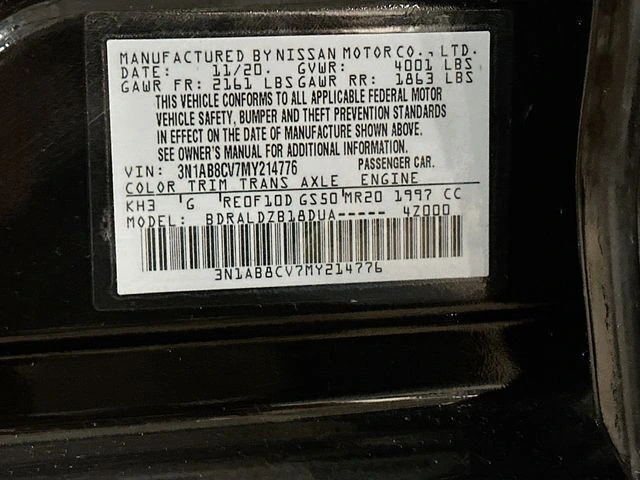 MANUFACTURED BY NISSAN MOTOR CO., LTD.
DATE: 11/20. GVWR: 4001 LBS
GAWR FR: 2161 LBS GAWR RR: 1863 LBS
THIS VEHICLE CONFORMS TO ALL APPLICABLE FEDERAL MOTOR
VEHICLE SAFETY, BUMPER AND THEFT PREVENTION STANDARDS
IN EFFECT ON THE DATE OF MANUFACTURE SHOWN ABOVE.
SEE OWNER'S MANUAL FOR ADDITIONAL INFORMATION.
VIN: 3N1AB8CV7MY214776 PASSENGER CAR.
COLOR TRIM TRANS AXLE ENGINE
KH3 G RE0F10D GS50 MR20 1997 CC
MODEL: BDRALDZB18DUA----- 4Z000
3N1AB8CV7MY214776